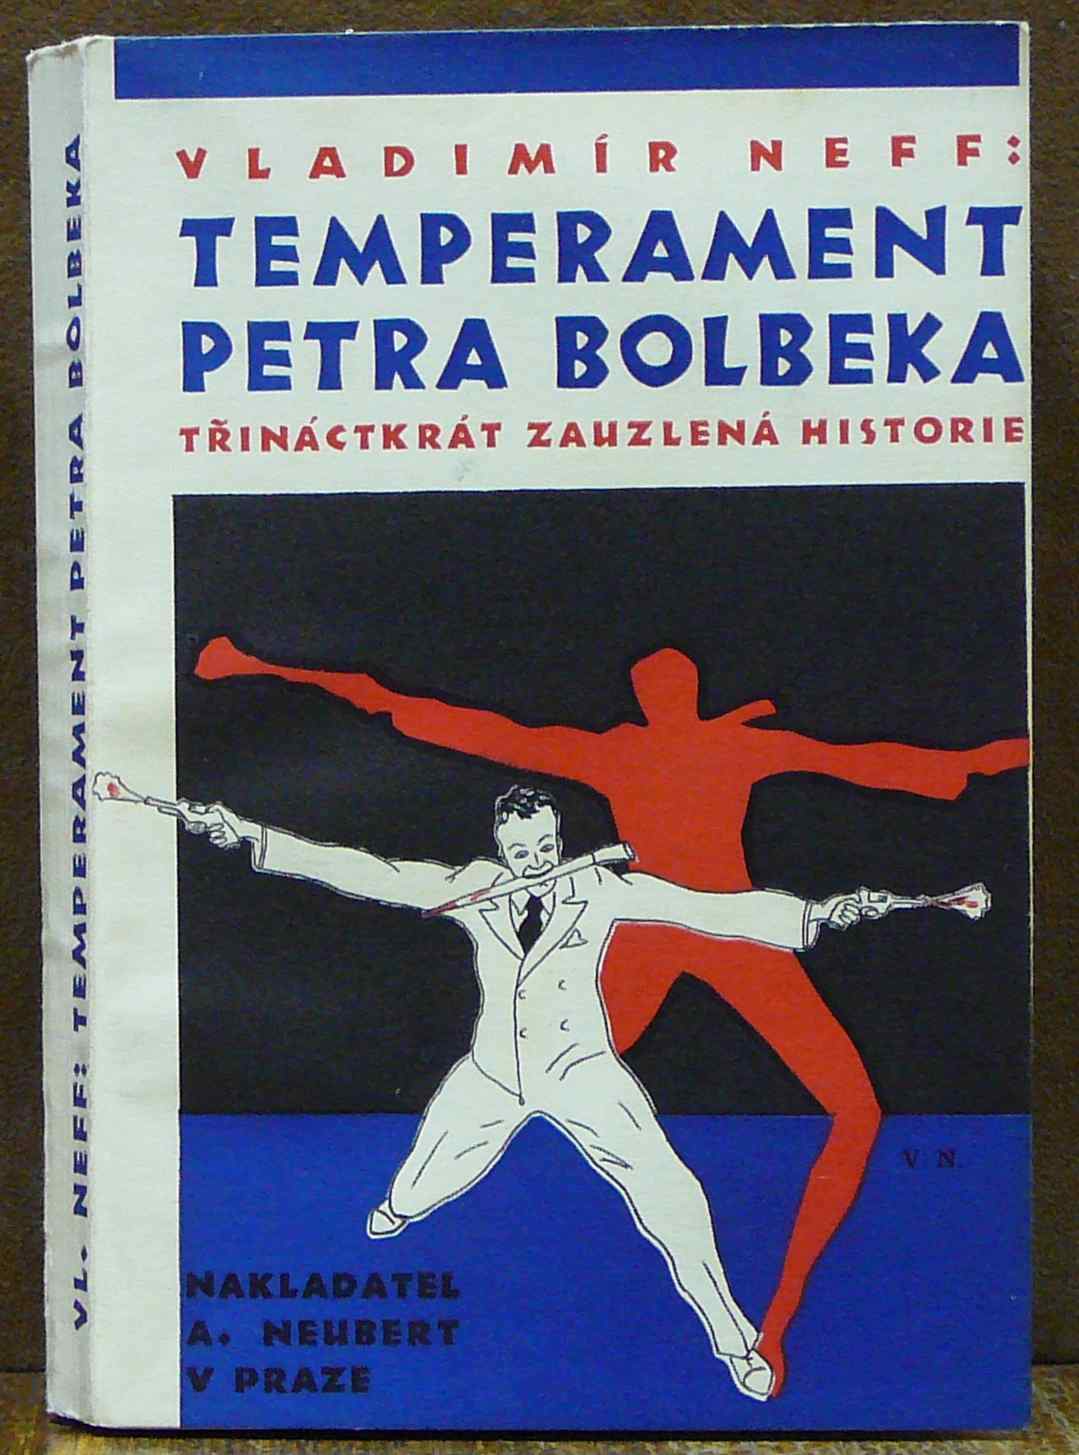 VLADIMÍR NEFF:
TEMPERAMENT
PETRA BOLBEKA
TŘINÁCTKRÁT ZAUZLENÁ HISTORIE
V N
NAKLADATEL
A. NEUBERT
V PRAZE
VL. NEFF: TEMPERAMENT PETRA BOLBEKA